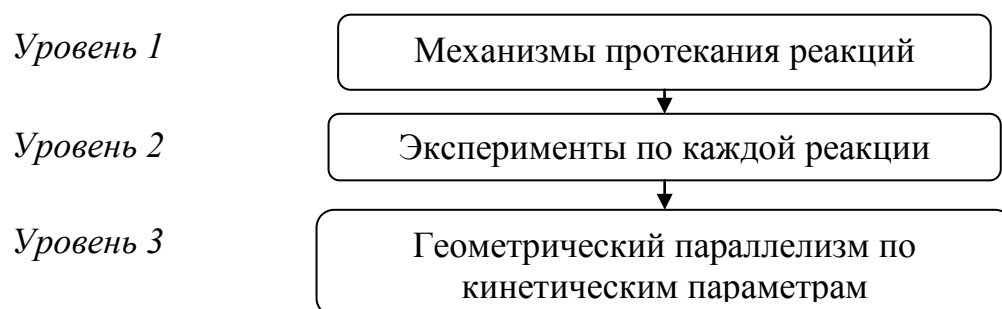 Уровень 1
Механизмы протекания реакций
Уровень 2
Эксперименты по каждой реакции
Уровень 3
Геометрический параллелизм по
кинетическим параметрам